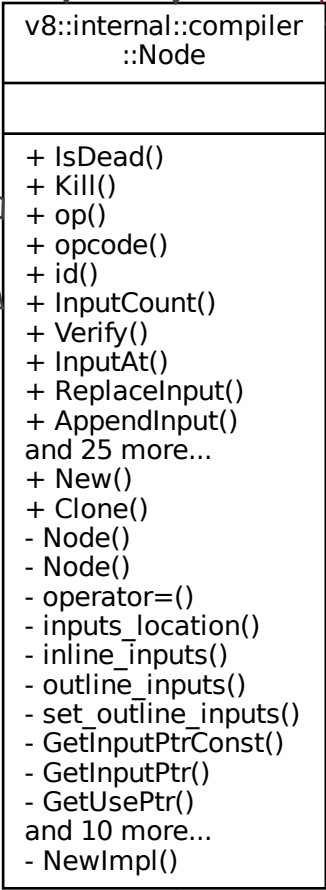 v8::internal::compiler
::Node
+ IsDead()
+ Kill()
+ op()
+ opcode()
+ id()
+ InputCount()
+ Verify()
+ InputAt()
+ ReplaceInput()
+ AppendInput()
and 25 more...
+ New()
+ Clone()
- Node()
- Node()
- operator=()
- inputs_location()
- inline_inputs()
- outline_inputs()
- set_outline_inputs()
- GetInputPtrConst()
- GetInputPtr()
- GetUsePtr()
and 10 more...
- NewImpl()